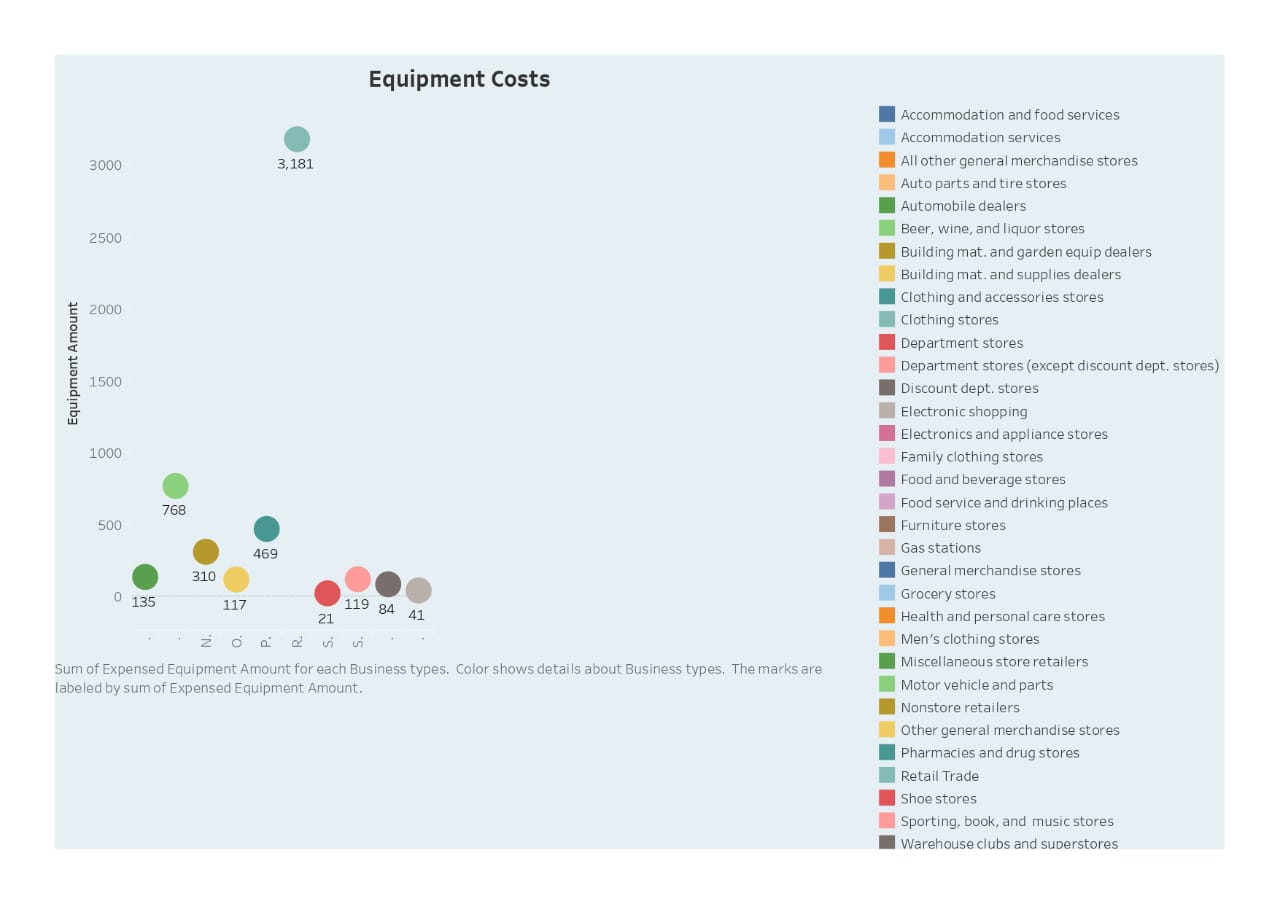 Equipment Costs
Equipment Amount
3000
2500
2000
1500
1000
500
0
3,181
768
469
310
135
117
119
84
41
21
.
.
N.
O.
P.
R.
S.
S.
.
.
Sum of Expensed Equipment Amount for each Business types.  Color shows details about Business types.  The marks are
labeled by sum of Expensed Equipment Amount.
Accommodation and food services
Accommodation services
All other general merchandise stores
Auto parts and tire stores
Automobile dealers
Beer, wine, and liquor stores
Building mat. and garden equip dealers
Building mat. and supplies dealers
Clothing and accessories stores
Clothing stores
Department stores
Department stores (except discount dept. stores)
Discount dept. stores
Electronic shopping
Electronics and appliance stores
Family clothing stores
Food and beverage stores
Food service and drinking places
Furniture stores
Gas stations
General merchandise stores
Grocery stores
Health and personal care stores
Men's clothing stores
Miscellaneous store retailers
Motor vehicle and parts
Nonstore retailers
Other general merchandise stores
Pharmacies and drug stores
Retail Trade
Shoe stores
Sporting, book, and  music stores
Warehouse clubs and superstores